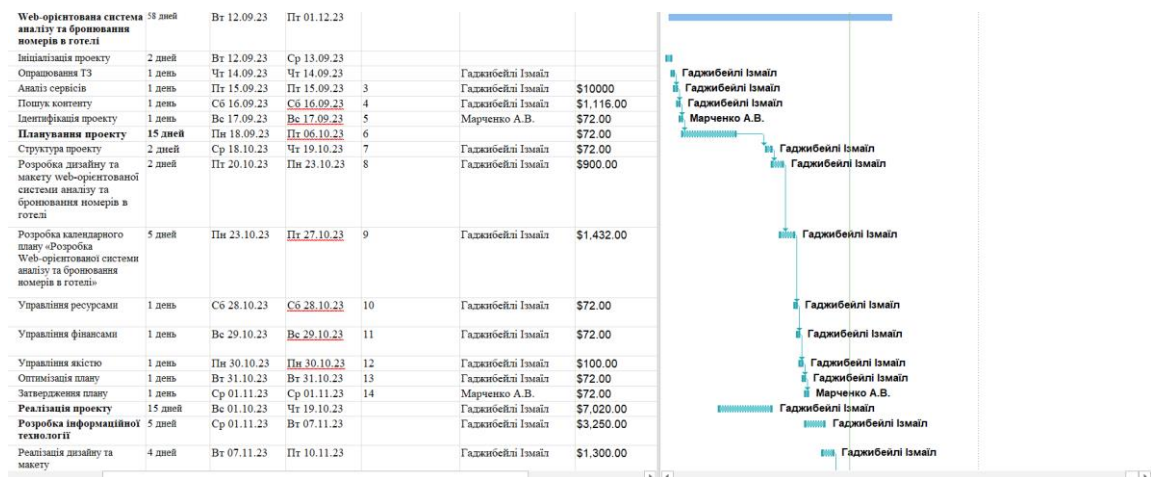 Web-орієнтована система 58 дней Вт 12.09.23 Пт 01.12.23
аналізу та бронювання
номерів в готелі
Ініціалізація проекту 2 дней Вт 12.09.23 Ср 13.09.23
Опрацювання ТЗ 1 день Чт 14.09.23 Чт 14.09.23 Гаджибейлі Ізмаїл Гаджибейлі Ізмаїл
Аналіз сервісів 1 день Пт 15.09.23 Пт 15.09.23 3 Гаджибейлі Ізмаїл $10000 Гаджибейлі Ізмаїл
Пошук контенту 1 день Сб 16.09.23 Сб 16.09.23 4 Гаджибейлі Ізмаїл $1,116.00 Гаджибейлі Ізмаїл
Ідентифікація проекту 1 день Вс 17.09.23 Вс 17.09.23 5 Марченко А.В. $72.00 Марченко А.В.
Планування проекту 15 дней Пн 18.09.23 Пт 06.10.23 6 $72.00
Структура проекту 2 дней Ср 18.10.23 Чт 19.10.23 7 Гаджибейлі Ізмаїл $72.00 Гаджибейлі Ізмаїл
Розробка дизайну та 2 дней Пт 20.10.23 Пн 23.10.23 8 Гаджибейлі Ізмаїл $900.00 Гаджибейлі Ізмаїл
макету web-орієнтованої
системи аналізу та
бронювання номерів в
готелі
Розробка календарного 5 дней Пн 23.10.23 Пт 27.10.23 9 Гаджибейлі Ізмаїл $1,432.00 Гаджибейлі Ізмаїл
плану «Розробка
Web-орієнтованої системи
аналізу та бронювання
номерів в готелі»
Управління ресурсами 1 день Сб 28.10.23 Сб 28.10.23 10 Гаджибейлі Ізмаїл $72.00 Гаджибейлі Ізмаїл
Управління фінансами 1 день Вс 29.10.23 Вс 29.10.23 11 Гаджибейлі Ізмаїл $72.00 Гаджибейлі Ізмаїл
Управління якістю 1 день Пн 30.10.23 Пн 30.10.23 12 Гаджибейлі Ізмаїл $100.00 Гаджибейлі Ізмаїл
Оптимізація плану 1 день Вт 31.10.23 Вт 31.10.23 13 Гаджибейлі Ізмаїл $72.00 Гаджибейлі Ізмаїл
Затвердження плану 1 день Ср 01.11.23 Ср 01.11.23 14 Марченко А.В. $72.00 Марченко А.В.
Реалізація проекту 15 дней Вс 01.10.23 Чт 19.10.23 Гаджибейлі Ізмаїл $7,020.00 Гаджибейлі Ізмаїл
Розробка інформаційної 5 дней Ср 01.11.23 Вт 07.11.23 Гаджибейлі Ізмаїл $3,250.00 Гаджибейлі Ізмаїл
технології
Реалізація дизайну та 4 дней Вт 07.11.23 Пт 10.11.23 Гаджибейлі Ізмаїл $1,300.00 Гаджибейлі Ізмаїл
макету